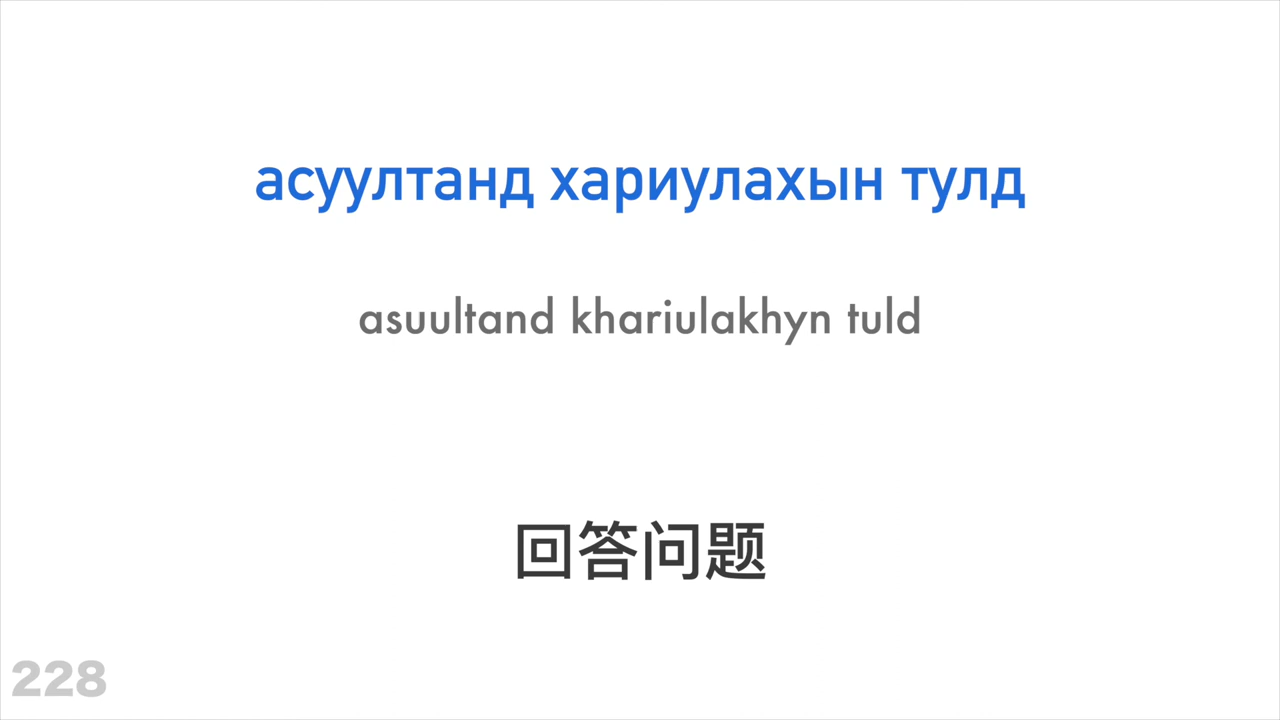 асуултанд хариулахын тулд
asuultand khariulakhyn tuld
回答问题
228